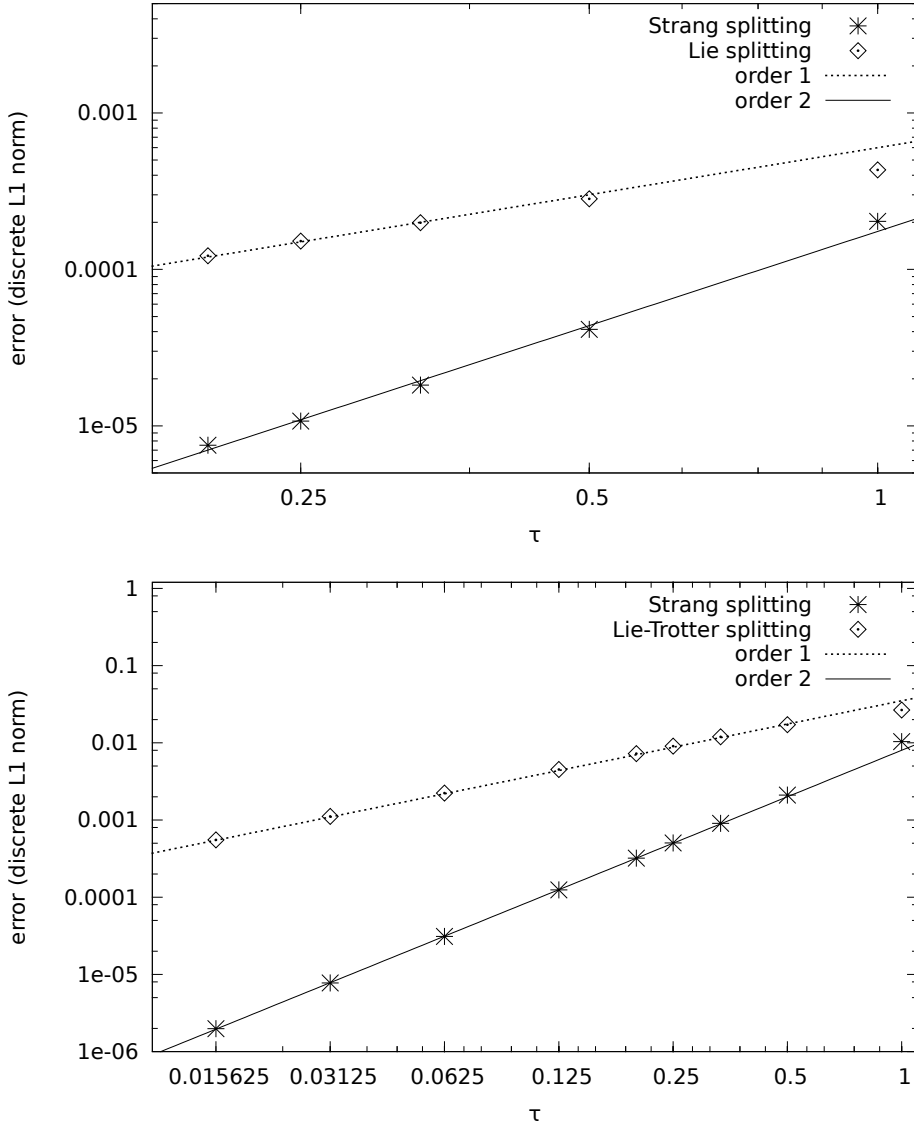 Strang splitting
Lie splitting
order 1
order 2
0.001
0.0001
1e-05
error (discrete L1 norm)
0.25 0.5 1
τ
Strang splitting
Lie-Trotter splitting
order 1
order 2
1
0.1
0.01
0.001
0.0001
1e-05
1e-06
error (discrete L1 norm)
0.015625 0.03125 0.0625 0.125 0.25 0.5 1
τ